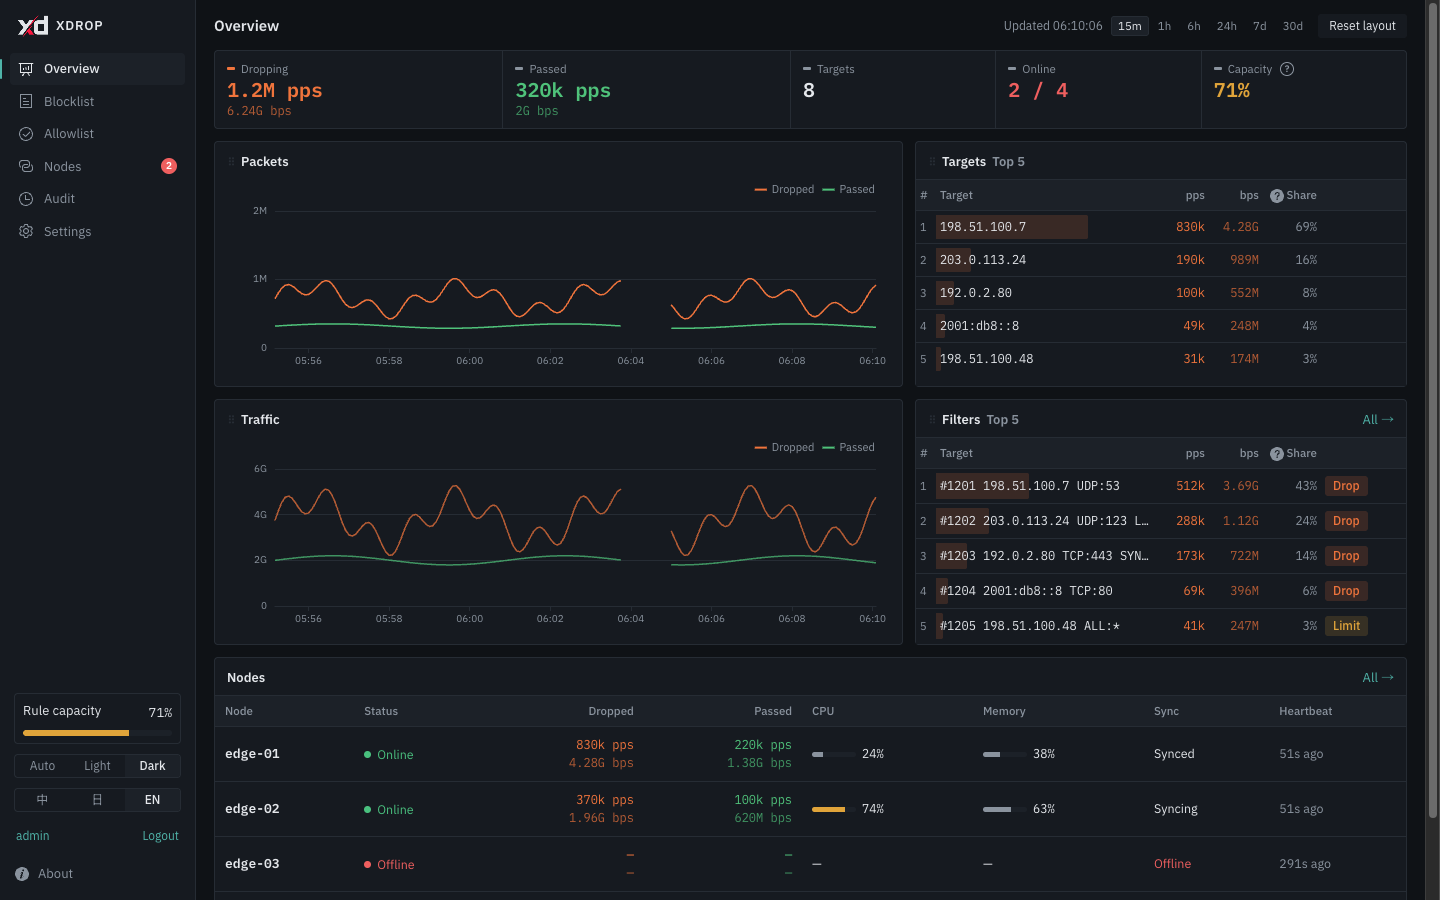 xd XDROP
Overview
Blocklist
Allowlist
Nodes 2
Audit
Settings
Rule capacity 71%
Auto Light Dark
中 日 EN
admin Logout
About
Overview
Updated 06:10:06 15m 1h 6h 24h 7d 30d Reset layout
Dropping
1.2M pps
6.24G bps
Passed
320k pps
2G bps
Targets
8
Online
2 / 4
Capacity ?
71%
Packets
Dropped Passed
2M
1M
0
05:56 05:58 06:00 06:02 06:04 06:06 06:08 06:10
Targets Top 5
# Target pps bps ? Share
1 198.51.100.7 830k 4.28G 69%
2 203.0.113.24 190k 989M 16%
3 192.0.2.80 100k 552M 8%
4 2001:db8::8 49k 248M 4%
5 198.51.100.48 31k 174M 3%
Traffic
Dropped Passed
6G
4G
2G
0
05:56 05:58 06:00 06:02 06:04 06:06 06:08 06:10
Filters Top 5 All →
# Target pps bps ? Share
1 #1201 198.51.100.7 UDP:53 512k 3.69G 43% Drop
2 #1202 203.0.113.24 UDP:123 L… 288k 1.12G 24% Drop
3 #1203 192.0.2.80 TCP:443 SYN… 173k 722M 14% Drop
4 #1204 2001:db8::8 TCP:80 69k 396M 6% Drop
5 #1205 198.51.100.48 ALL:* 41k 247M 3% Limit
Nodes All →
Node Status Dropped Passed CPU Memory Sync Heartbeat
edge-01 Online 830k pps 220k pps 24% 38% Synced 51s ago
4.28G bps 1.38G bps
edge-02 Online 370k pps 100k pps 74% 63% Syncing 51s ago
1.96G bps 620M bps
edge-03 Offline — — — — Offline 291s ago
— —